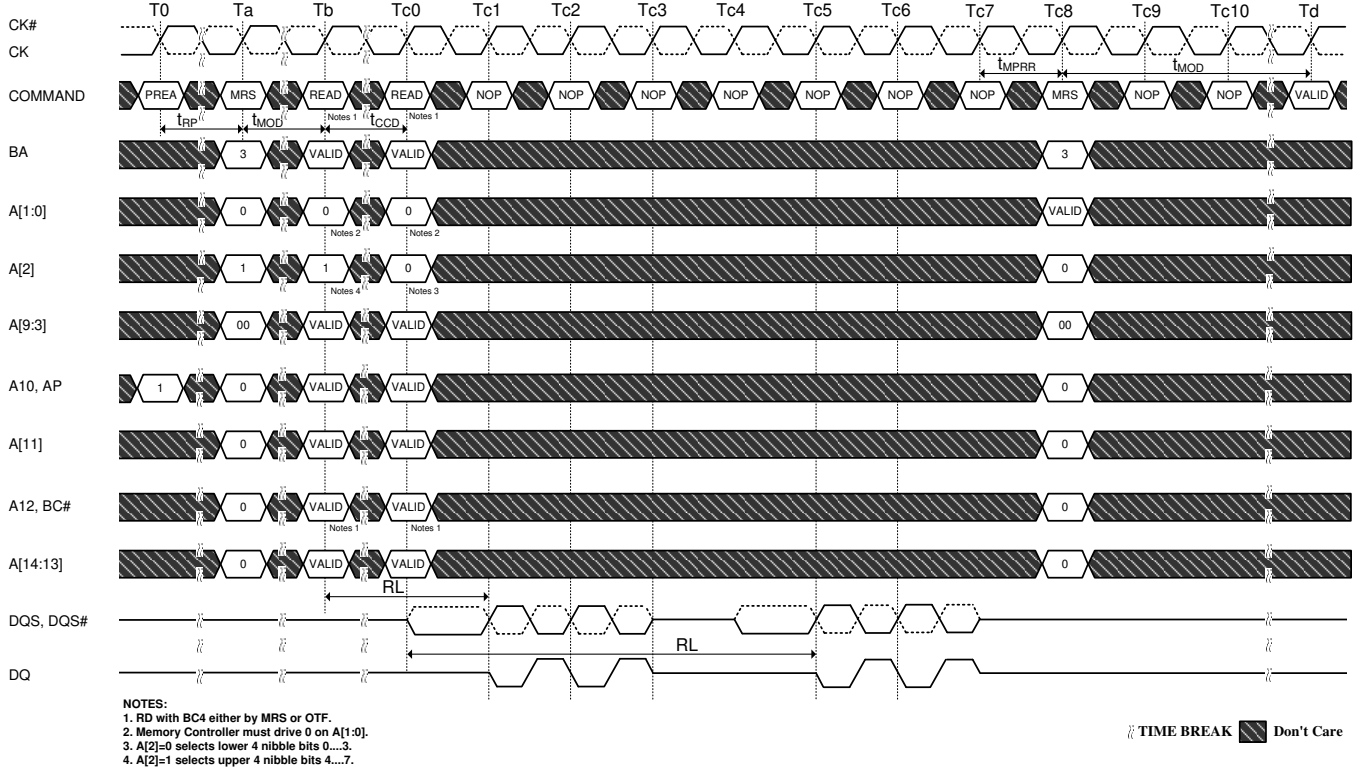 T0 Ta Tb Tc0 Tc1 Tc2 Tc3 Tc4 Tc5 Tc6 Tc7 Tc8 Tc9 Tc10 Td
CK#
CK
tMPRR tMOD
COMMAND PREA MRS READ READ NOP NOP NOP NOP NOP NOP NOP MRS NOP NOP VALID
tRP tMOD Notes 1 tCCD Notes 1
BA 3 VALID VALID 3
A[1:0] 0 0 0 VALID
Notes 2 Notes 2
A[2] 1 1 0 0
Notes 4 Notes 3
A[9:3] 00 VALID VALID 00
A10, AP 1 0 VALID VALID 0
A[11] 0 VALID VALID 0
A12, BC# 0 VALID VALID 0
Notes 1 Notes 1
A[14:13] 0 VALID VALID 0
RL
DQS, DQS#
RL
DQ
NOTES:
1. RD with BC4 either by MRS or OTF.
2. Memory Controller must drive 0 on A[1:0].
3. A[2]=0 selects lower 4 nibble bits 0....3.
4. A[2]=1 selects upper 4 nibble bits 4....7.
TIME BREAK Don't Care